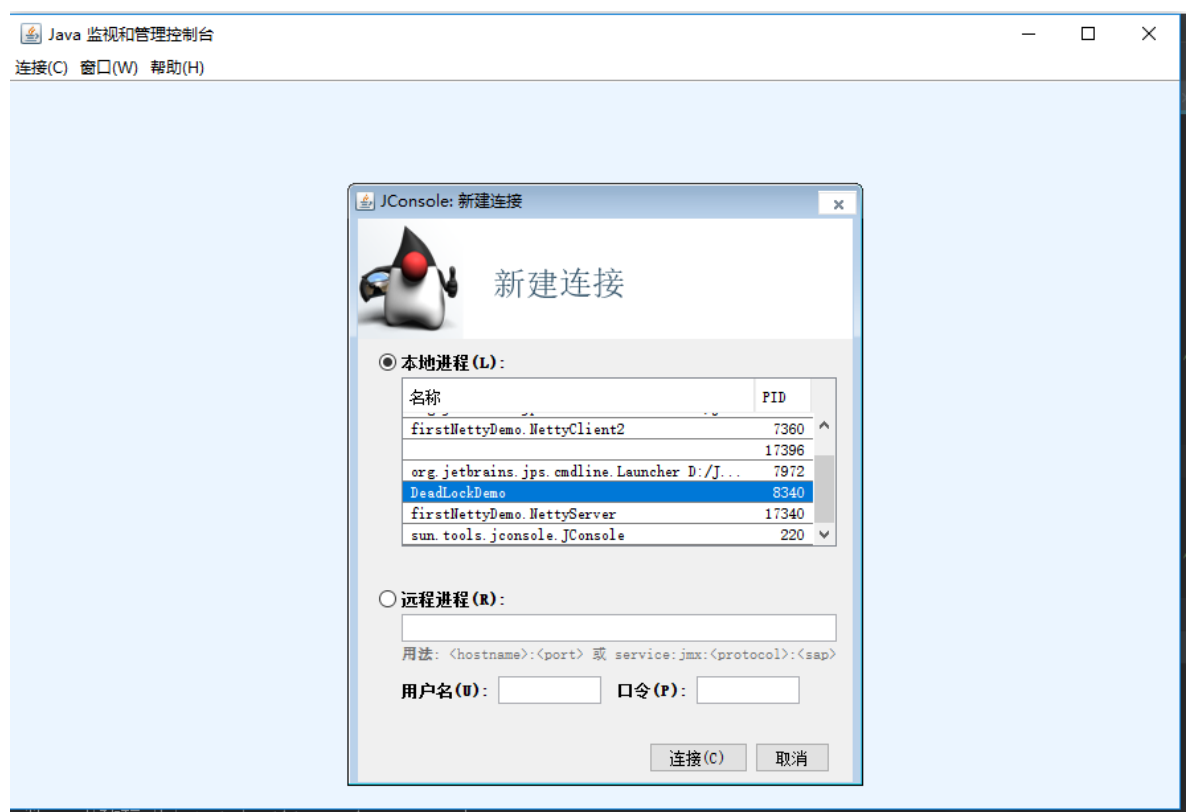 Java 监视和管理控制台
连接(C) 窗口(W) 帮助(H)
JConsole: 新建连接
新建连接
本地进程(L):
名称 PID
firstNettyDemo.NettyClient2 7360
17396
org.jetbrains.jps.cmdline.Launcher D:/J... 7972
DeadLockDemo 8340
firstNettyDemo.NettyServer 17340
sun.tools.jconsole.JConsole 220
远程进程(R):
用法: <hostname>:<port> 或 service:jmx:<protocol>:<sap>
用户名(U): 口令(P):
连接(C) 取消